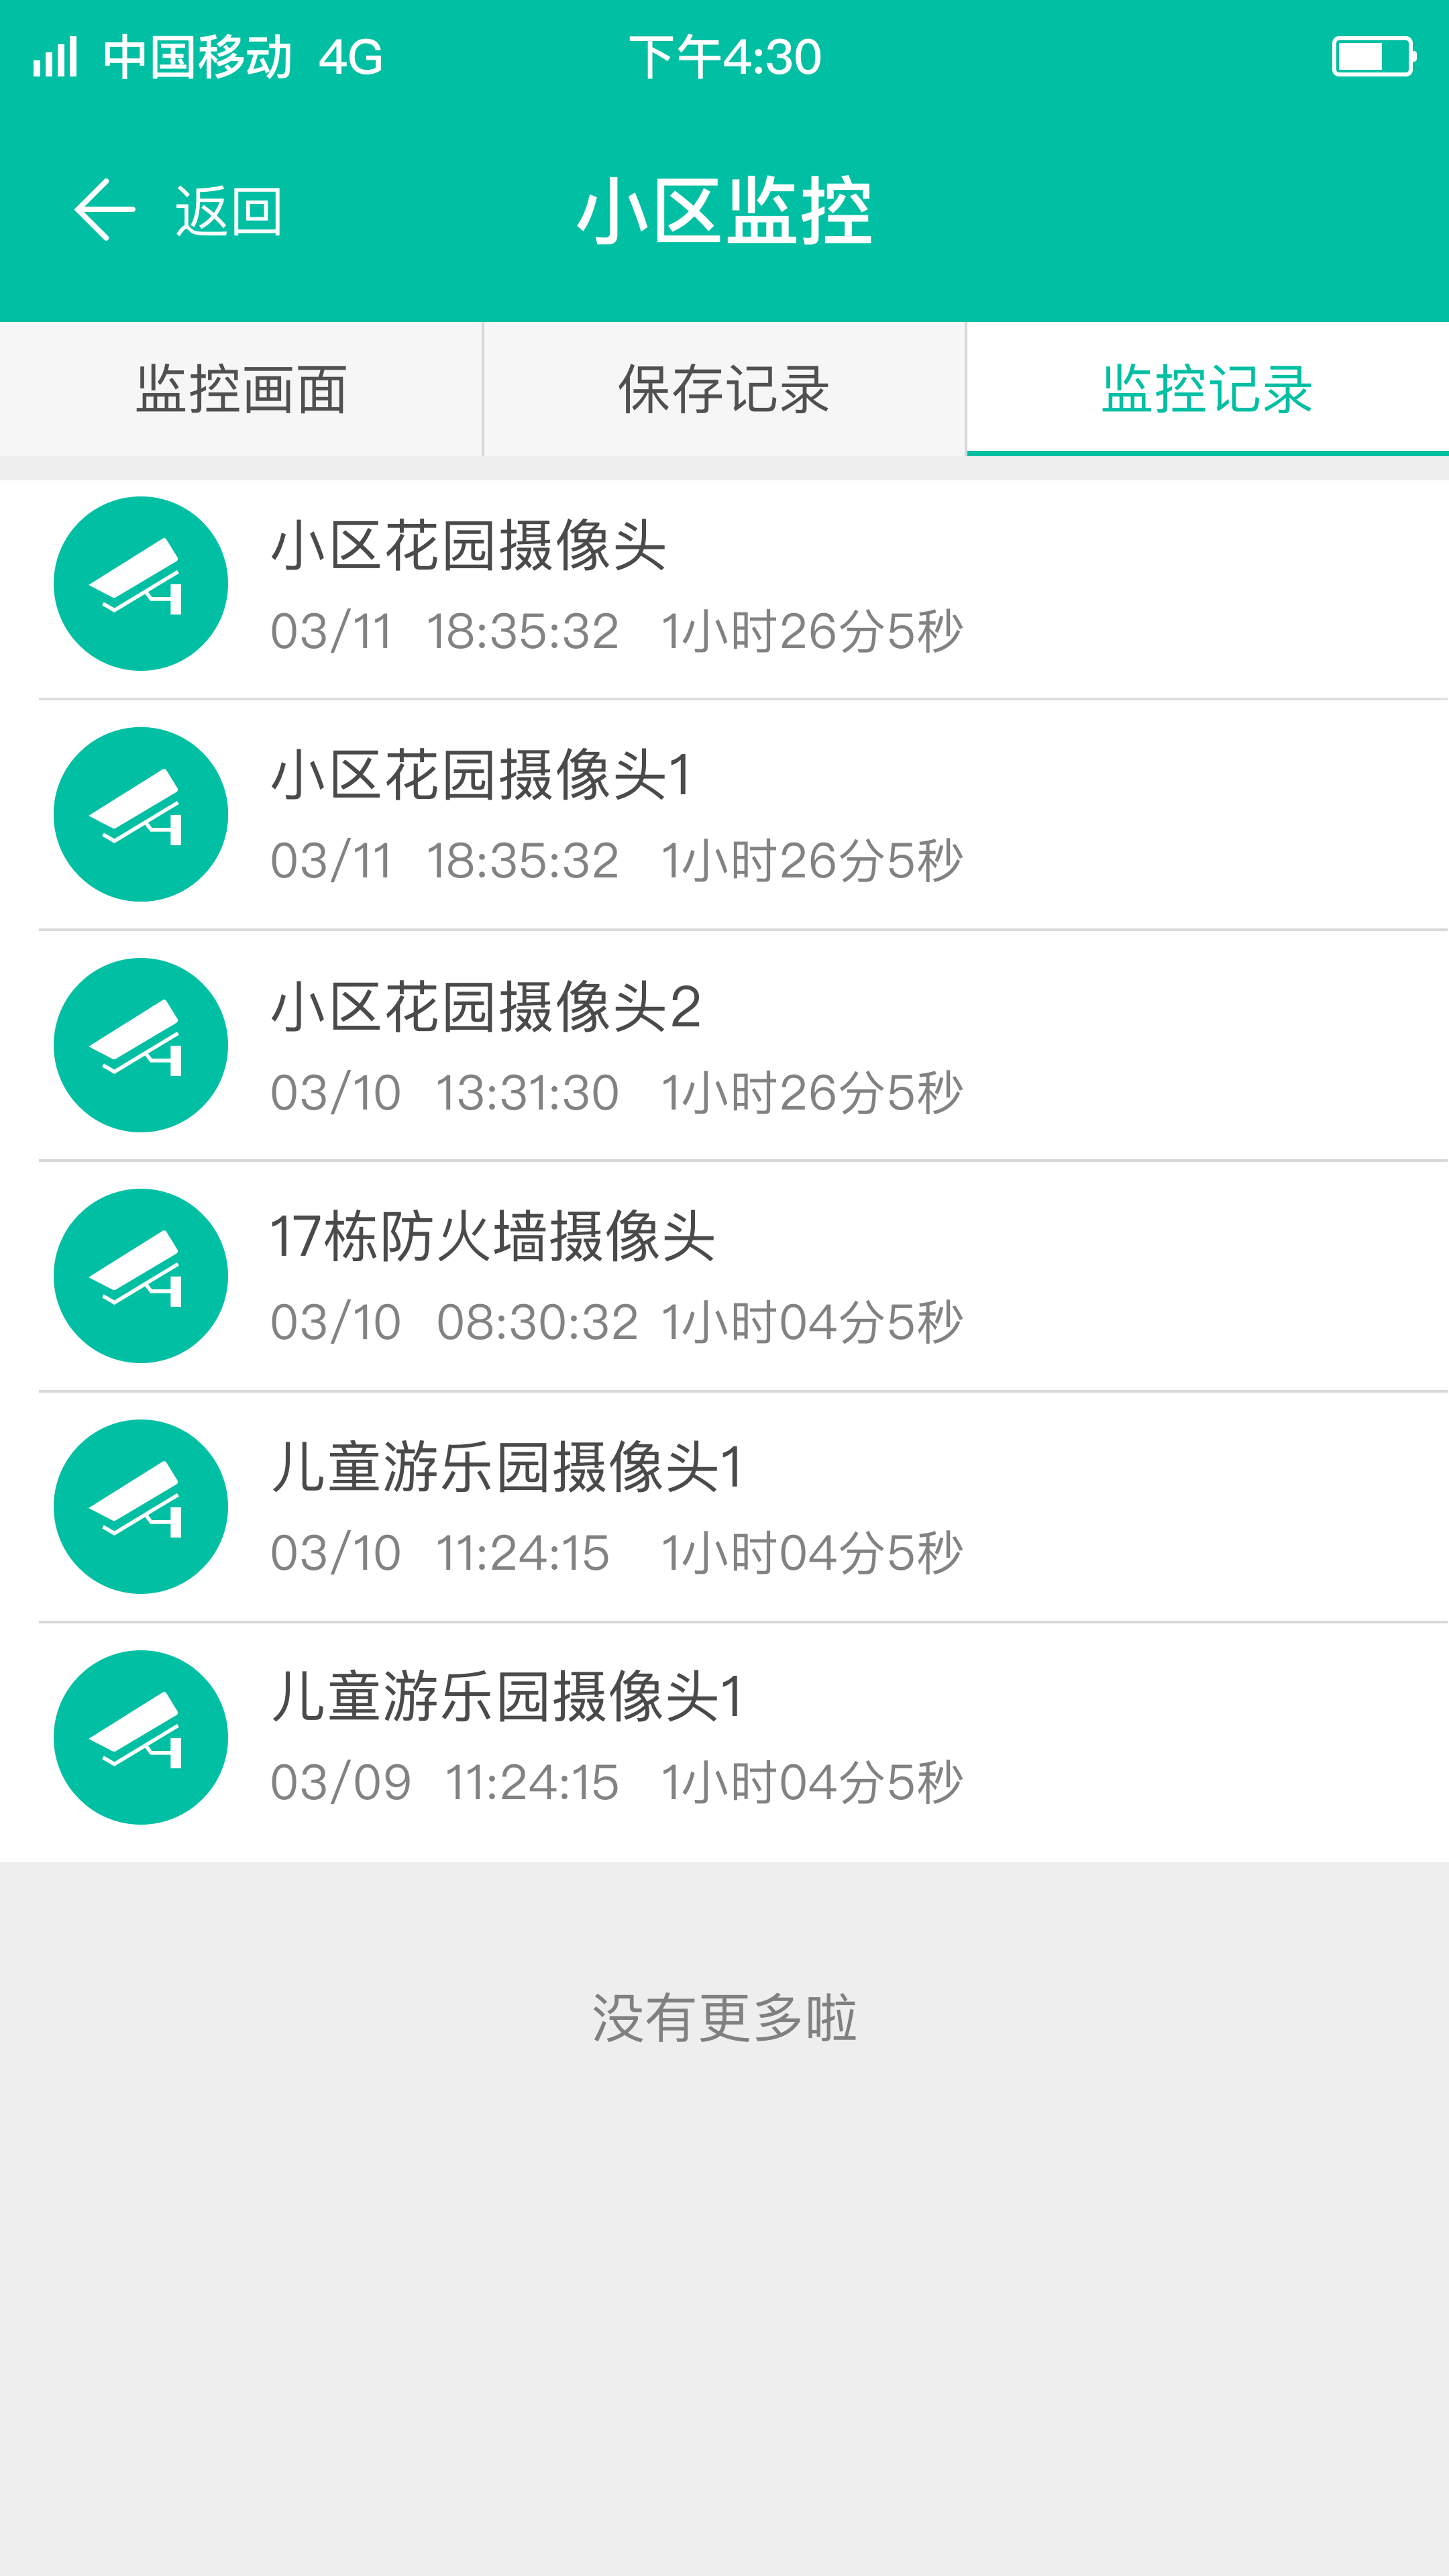 中国移动 4G 下午4:30
返回 小区监控
监控画面 保存记录 监控记录
小区花园摄像头
03/11 18:35:32 1小时26分5秒
小区花园摄像头1
03/11 18:35:32 1小时26分5秒
小区花园摄像头2
03/10 13:31:30 1小时26分5秒
17栋防火墙摄像头
03/10 08:30:32 1小时04分5秒
儿童游乐园摄像头1
03/10 11:24:15 1小时04分5秒
儿童游乐园摄像头1
03/09 11:24:15 1小时04分5秒
没有更多啦